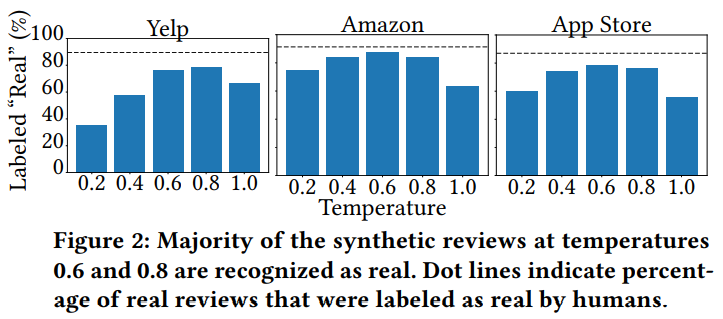 Yelp
Amazon
App Store
Labeled "Real" (%)
100
80
60
40
20
0
0.2 0.4 0.6 0.8 1.0
0.2 0.4 0.6 0.8 1.0
0.2 0.4 0.6 0.8 1.0
Temperature
Figure 2: Majority of the synthetic reviews at temperatures
0.6 and 0.8 are recognized as real. Dot lines indicate percent-
age of real reviews that were labeled as real by humans.